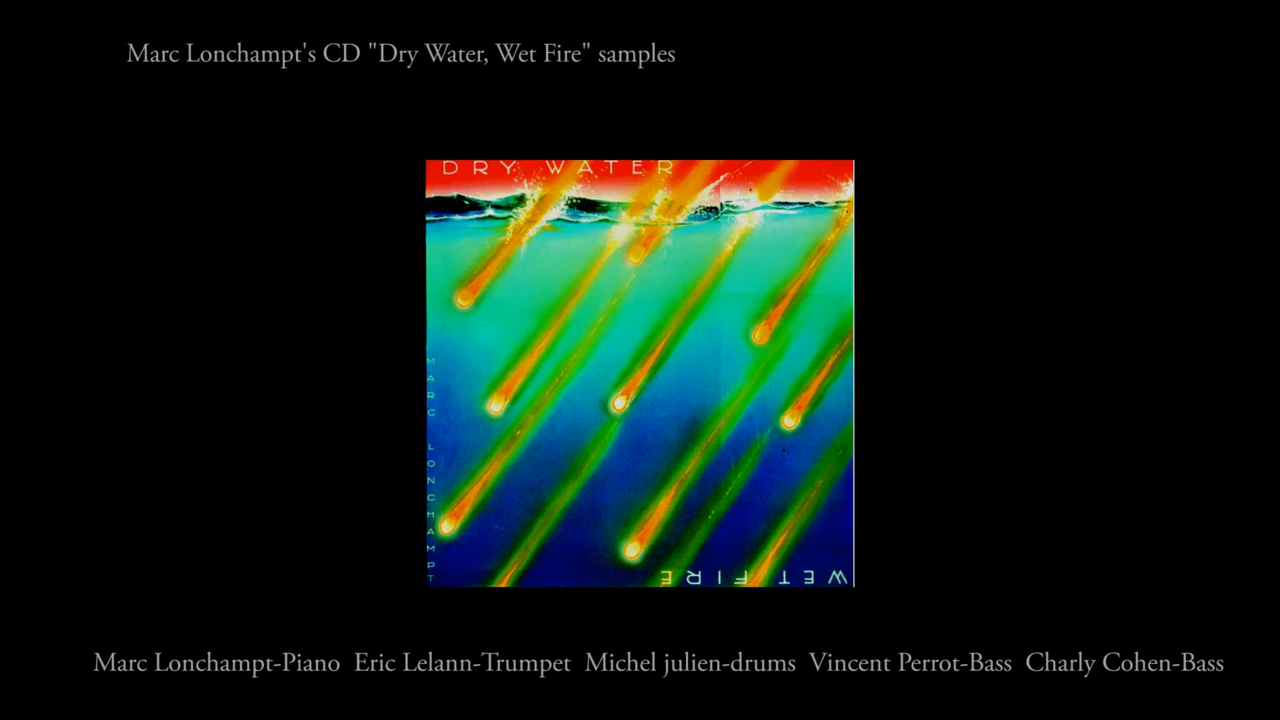 Marc Lonchampt's CD "Dry Water, Wet Fire" samples
DRY WATER
MARC LONCHAMPT
WET FIRE
Marc Lonchampt-Piano Eric Lelann-Trumpet Michel julien-drums Vincent Perrot-Bass Charly Cohen-Bass